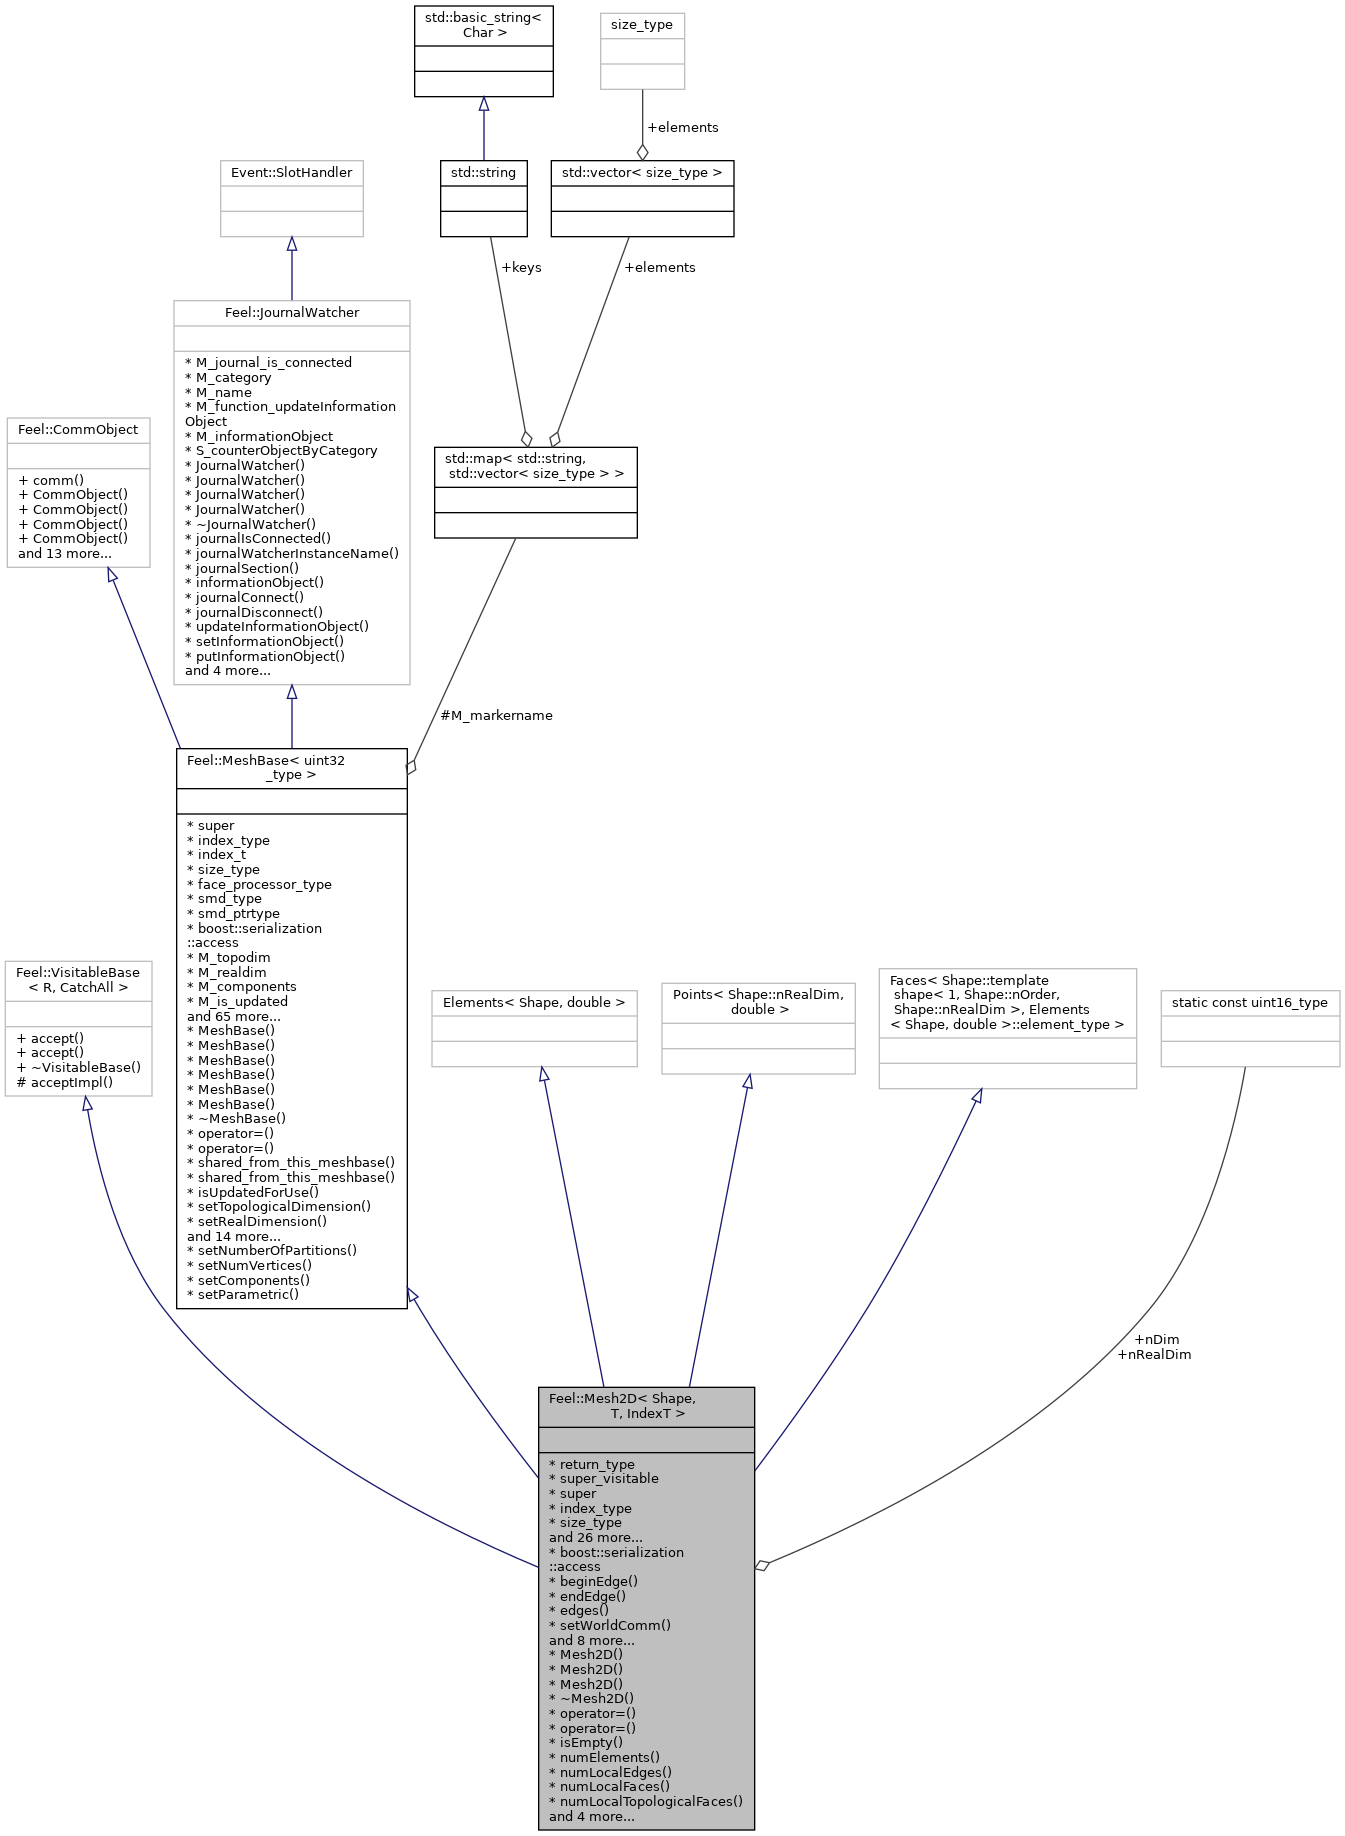 std::basic_string<
Char >
size_type
+elements
Event::SlotHandler
std::string
std::vector< size_type >
+keys
+elements
Feel::JournalWatcher
* M_journal_is_connected
* M_category
* M_name
* M_function_updateInformation
Object
* M_informationObject
* S_counterObjectByCategory
* JournalWatcher()
* JournalWatcher()
* JournalWatcher()
* JournalWatcher()
* ~JournalWatcher()
* journalIsConnected()
* journalWatcherInstanceName()
* journalSection()
* informationObject()
* journalConnect()
* journalDisconnect()
* updateInformationObject()
* setInformationObject()
* putInformationObject()
and 4 more...
Feel::CommObject
+ comm()
+ CommObject()
+ CommObject()
+ CommObject()
+ CommObject()
and 13 more...
std::map< std::string,
std::vector< size_type > >
#M_markername
Feel::MeshBase< uint32
_type >
* super
* index_type
* index_t
* size_type
* face_processor_type
* smd_type
* smd_ptrtype
* boost::serialization
::access
* M_topodim
* M_realdim
* M_components
* M_is_updated
and 65 more...
* MeshBase()
* MeshBase()
* MeshBase()
* MeshBase()
* MeshBase()
* MeshBase()
* ~MeshBase()
* operator=()
* operator=()
* shared_from_this_meshbase()
* shared_from_this_meshbase()
* isUpdatedForUse()
* setTopologicalDimension()
* setRealDimension()
and 14 more...
* setNumberOfPartitions()
* setNumVertices()
* setComponents()
* setParametric()
Feel::VisitableBase
< R, CatchAll >
+ accept()
+ accept()
+ ~VisitableBase()
# acceptImpl()
Elements< Shape, double >
Points< Shape::nRealDim,
double >
Faces< Shape::template
shape< 1, Shape::nOrder,
Shape::nRealDim >, Elements
< Shape, double >::element_type >
static const uint16_type
+nDim
+nRealDim
Feel::Mesh2D< Shape,
T, IndexT >
* return_type
* super_visitable
* super
* index_type
* size_type
and 26 more...
* boost::serialization
::access
* beginEdge()
* endEdge()
* edges()
* setWorldComm()
and 8 more...
* Mesh2D()
* Mesh2D()
* Mesh2D()
* ~Mesh2D()
* operator=()
* operator=()
* isEmpty()
* numElements()
* numLocalEdges()
* numLocalFaces()
* numLocalTopologicalFaces()
and 4 more...